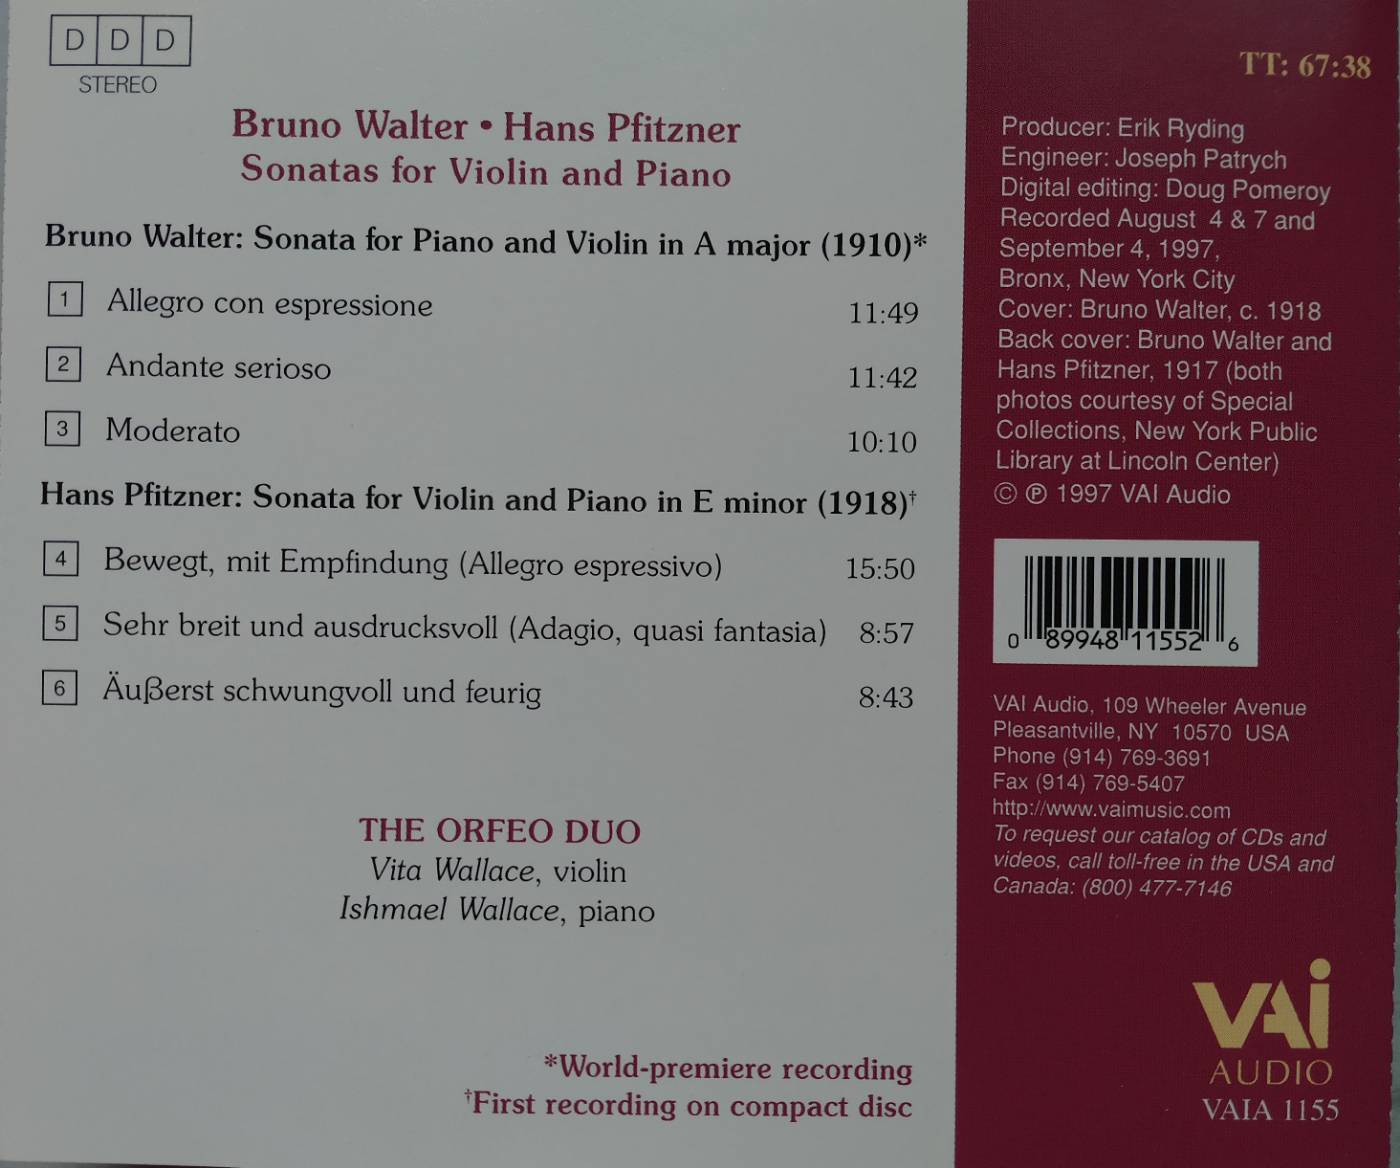 D D D
STEREO
Bruno Walter • Hans Pfitzner
Sonatas for Violin and Piano
Bruno Walter: Sonata for Piano and Violin in A major (1910)*
1 Allegro con espressione 11:49
2 Andante serioso 11:42
3 Moderato 10:10
Hans Pfitzner: Sonata for Violin and Piano in E minor (1918)†
4 Bewegt, mit Empfindung (Allegro espressivo) 15:50
5 Sehr breit und ausdrucksvoll (Adagio, quasi fantasia) 8:57
6 Äußerst schwungvoll und feurig 8:43
THE ORFEO DUO
Vita Wallace, violin
Ishmael Wallace, piano
*World-premiere recording
†First recording on compact disc
TT: 67:38
Producer: Erik Ryding
Engineer: Joseph Patrych
Digital editing: Doug Pomeroy
Recorded August 4 & 7 and
September 4, 1997,
Bronx, New York City
Cover: Bruno Walter, c. 1918
Back cover: Bruno Walter and
Hans Pfitzner, 1917 (both
photos courtesy of Special
Collections, New York Public
Library at Lincoln Center)
© ℗ 1997 VAI Audio
0 89948 11552 6
VAI Audio, 109 Wheeler Avenue
Pleasantville, NY 10570 USA
Phone (914) 769-3691
Fax (914) 769-5407
http://www.vaimusic.com
To request our catalog of CDs and
videos, call toll-free in the USA and
Canada: (800) 477-7146
VAi
AUDIO
VAIA 1155